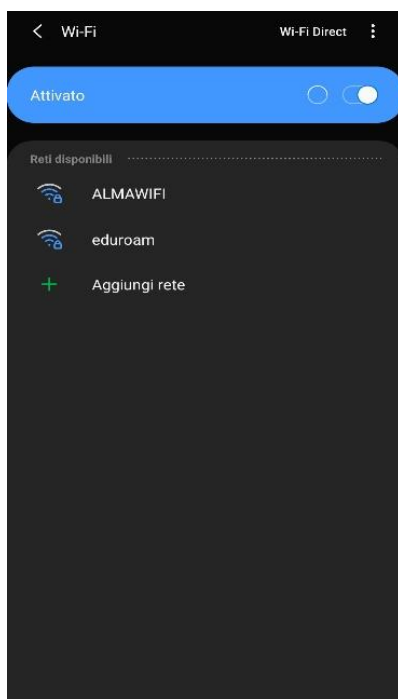 Wi-Fi Wi-Fi Direct
Attivato
Reti disponibili
ALMAWIFI
eduroam
Aggiungi rete